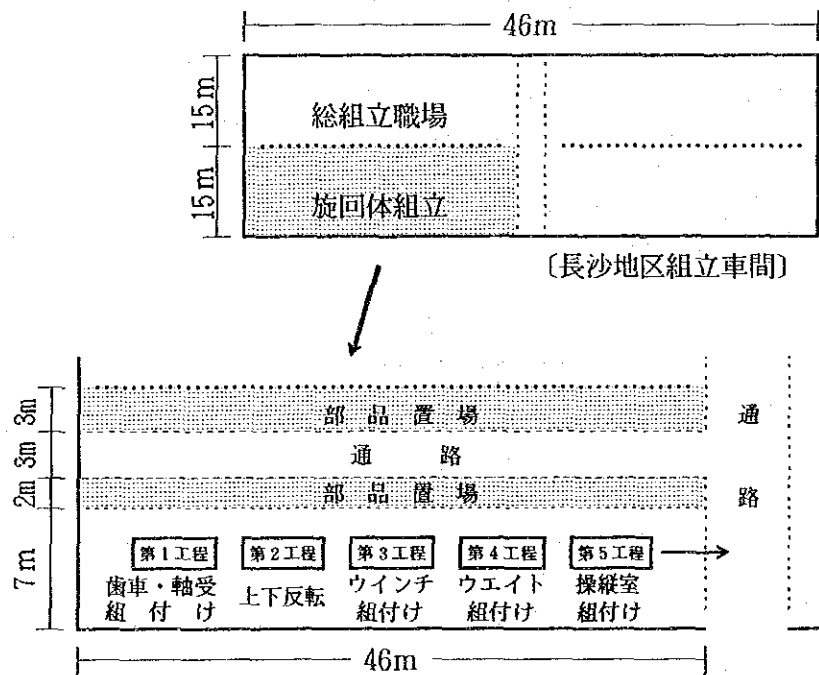 46m
15m
総組立職場
15m
旋回体組立
〔長沙地区組立車間〕
3m
部品置場
通
3m
通路
2m
部品置場
路
7m
第1工程
第2工程
第3工程
第4工程
第5工程
歯車・軸受
組付け
上下反転
ウインチ
組付け
ウエイト
組付け
操縦室
組付け
46m